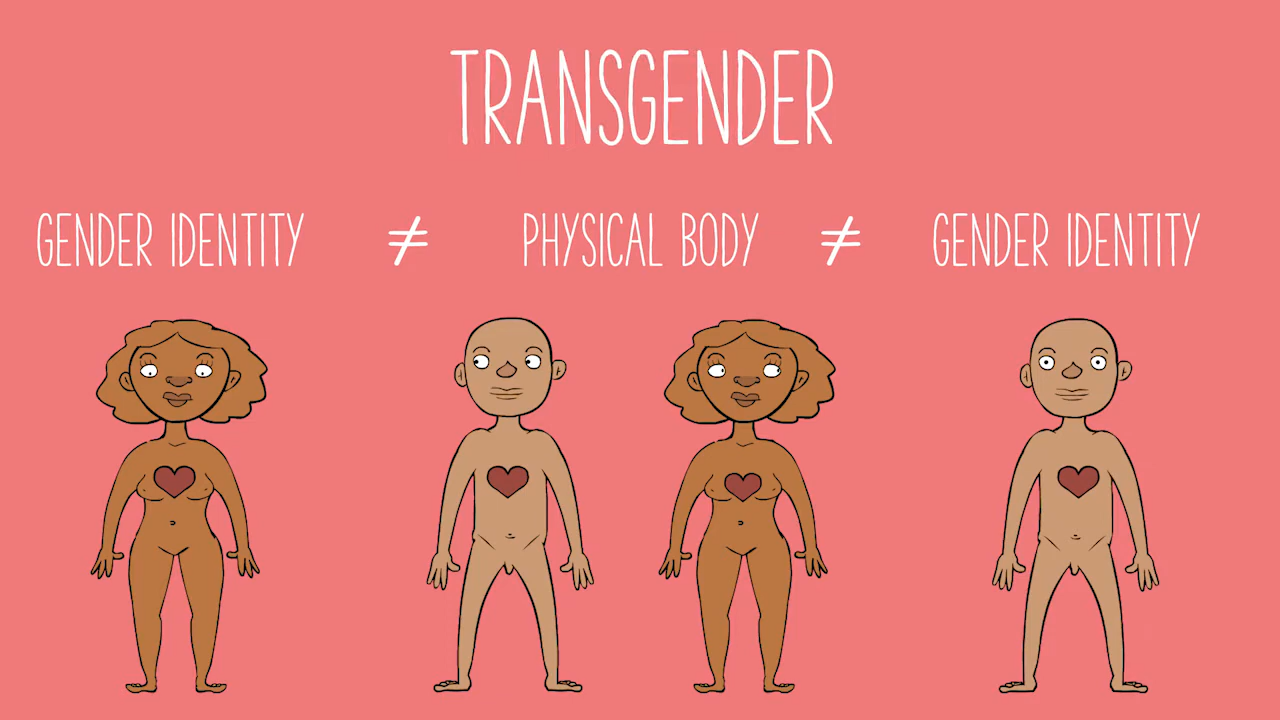 TRANSGENDER
GENDER IDENTITY ≠ PHYSICAL BODY ≠ GENDER IDENTITY